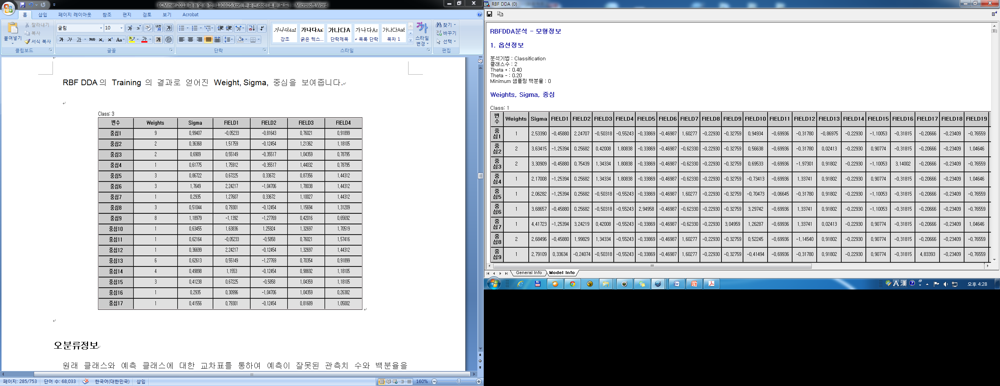 ECMiner 2013 매뉴얼 수정_ 130805(kor)_한윤선.doc [호환 모드] - Microsoft Word
홈 삽입 페이지 레이아웃 참조 편지 검토 보기 Acrobat
붙여넣기 잘라내기 복사 서식 복사
굴림 10
가나다AaB 가나다AaI 가나다A 가나다Aa 가나다AaB
강조 굵은 텍스... 단락제목 ↵ 목록 단락 목차 1
스타일 변경
찾기 바꾸기 선택
클립보드 글꼴 단락 스타일 편집
RBF DDA의 Training 의 결과로 얻어진 Weight, Sigma, 중심을 보여줍니다.
Class: 3
변수 Weights Sigma FIELD1 FIELD2 FIELD3 FIELD4
중심1 9 0,99407 -0,05233 -0,81643 0,76021 0,91899
중심2 2 0,36368 1,51759 -0,12454 1,21362 1,18105
중심3 2 0,6909 0,55149 -0,35517 1,04359 0,78795
중심4 1 0,61775 1,75912 -0,35517 1,44032 0,78795
중심5 3 0,86722 0,67225 0,33672 0,87356 1,44312
중심6 3 1,7649 2,24217 -1,04706 1,78038 1,44312
중심7 1 0,2935 1,27607 0,33672 1,10027 1,44312
중심8 3 0,51044 0,79301 -0,12454 1,15694 1,31209
중심9 8 1,18979 -1,1392 -1,27769 0,42016 0,65692
중심10 1 0,63455 1,63836 1,25924 1,32697 1,70519
중심11 1 0,62164 -0,05233 -0,5858 0,76021 1,57416
중심12 1 0,36699 2,24217 -0,12454 1,32697 1,44312
중심13 6 0,62613 0,55149 -1,27769 0,70354 0,91899
중심14 4 0,49898 1,1553 -0,12454 0,98692 1,18105
중심15 3 0,41238 0,67225 -0,5858 1,04359 1,18105
중심16 1 0,2935 0,30996 -1,04706 1,04359 0,26382
중심17 1 0,41556 0,79301 -0,12454 0,81689 1,05002
오분류정보
원래 클래스와 예측 클래스에 대한 교차표를 통하여 예측이 잘못된 관측치 수와 백분율을
페이지: 285/753 단어 수: 68,033 한국어(대한민국) 삽입 160%
RBF DDA (0)
RBFDDA분석 - 모형정보
1. 옵션정보
분석기법 : Classification
클래스수 : 2
Theta + : 0.40
Theta - : 0.20
Minimum 샘플링 백분율 : 0
Weights, Sigma, 중심
Class: 1
변수 Weights Sigma FIELD1 FIELD2 FIELD3 FIELD4 FIELD5 FIELD6 FIELD7 FIELD8 FIELD9 FIELD10 FIELD11 FIELD12 FIELD13 FIELD14 FIELD15 FIELD16 FIELD17 FIELD18 FIELD19
중심1 1 2,53390 -0,45880 2,24707 -0,50318 -0,55243 -0,33869 -0,46987 1,60277 -0,22930 -0,32759 0,94934 -0,69936 -0,31780 -0,86975 -0,22930 -1,10053 -0,31815 -0,20666 -0,23409 -0,76559
중심2 2 3,63415 -1,25394 0,25682 0,42008 1,80838 -0,33869 -0,46987 -0,62330 -0,22930 -0,32759 0,56638 -0,69936 -0,31780 0,02413 -0,22930 0,90774 -0,31815 -0,20666 -0,23409 1,04646
중심3 2 3,30909 -0,45880 0,75439 1,34334 1,80838 -0,33869 -0,46987 -0,62330 -0,22930 -0,32759 0,69533 -0,69936 -1,97301 0,91802 -0,22930 -1,10053 3,14002 -0,20666 -0,23409 -0,76559
중심4 1 2,17008 -1,25394 0,25682 1,34334 1,80838 -0,33869 -0,46987 -0,62330 -0,22930 -0,32759 -0,73413 -0,69936 1,33741 0,91802 -0,22930 0,90774 -0,31815 -0,20666 -0,23409 1,04646
중심5 1 2,06282 -1,25394 0,25682 -0,50318 -0,55243 -0,33869 -0,46987 1,60277 -0,22930 -0,32759 -0,70473 -0,06645 -0,31780 0,91802 -0,22930 -1,10053 -0,31815 -0,20666 -0,23409 -0,76559
중심6 1 3,68657 -0,45880 0,25682 -0,50318 -0,55243 2,94958 -0,46987 -0,62330 -0,22930 -0,32759 3,29742 -0,69936 1,33741 0,91802 -0,22930 -1,10053 -0,31815 -0,20666 -0,23409 -0,76559
중심7 1 4,41723 -1,25394 3,24219 0,42008 -0,55243 -0,33869 -0,46987 -0,62330 -0,22930 3,04959 1,26287 -0,69936 1,33741 0,02413 -0,22930 0,90774 -0,31815 -0,20666 -0,23409 1,04646
중심8 2 2,68496 -0,45880 1,99829 1,34334 -0,55243 -0,33869 -0,46987 1,60277 -0,22930 -0,32759 0,52245 -0,69936 -1,14540 0,91802 -0,22930 0,90774 -0,31815 -0,20666 -0,23409 -0,76559
중심9 1 2,79109 0,33634 -0,24074 -0,50318 -0,55243 -0,33869 -0,46987 1,60277 -0,22930 -0,32759 -0,41494 -0,69936 -0,31780 0,91802 -0,22930 0,90774 -0,31815 4,83393 -0,23409 -0,76559
General Info Model Info
A 漢 오후 4:28